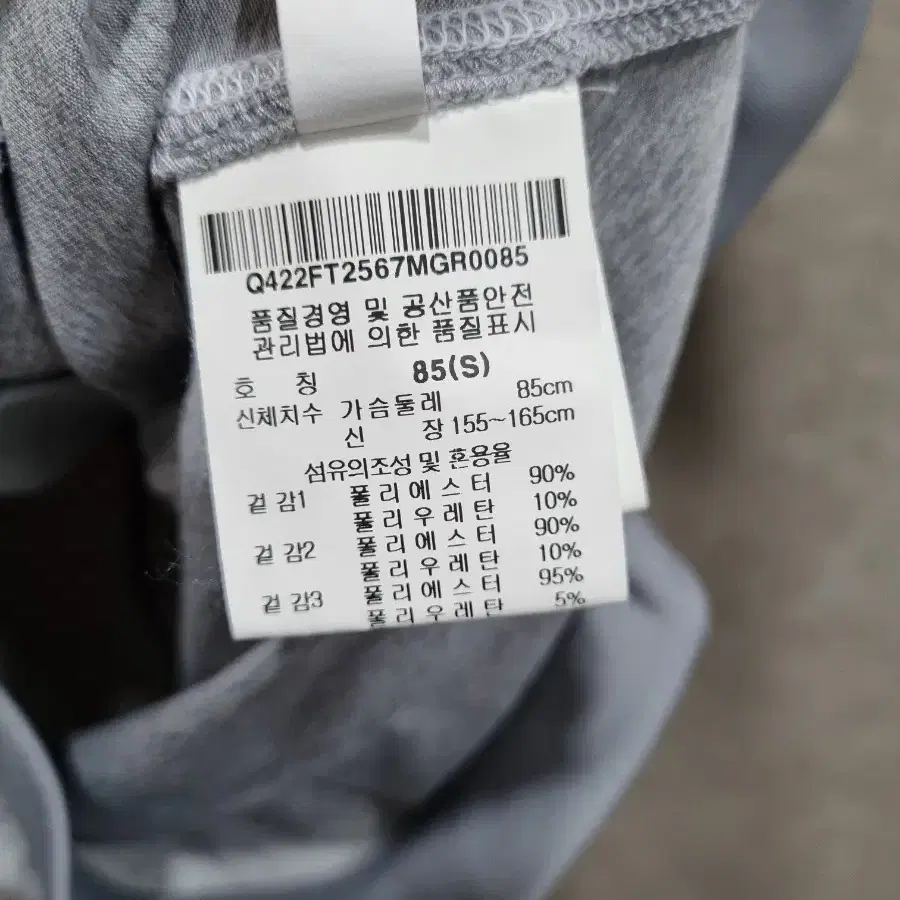 Q422FT2567MGR0085
품질경영 및 공산품안전
관리법에 의한 품질표시
호 칭 85(S)
신체치수 가슴둘레 85cm
신 장 155~165cm
섬유의조성 및 혼용율
겉감1 폴리에스터 90%
폴리우레탄 10%
겉감2 폴리에스터 90%
폴리우레탄 10%
겉감3 폴리에스터 95%
폴리우레탄 5%